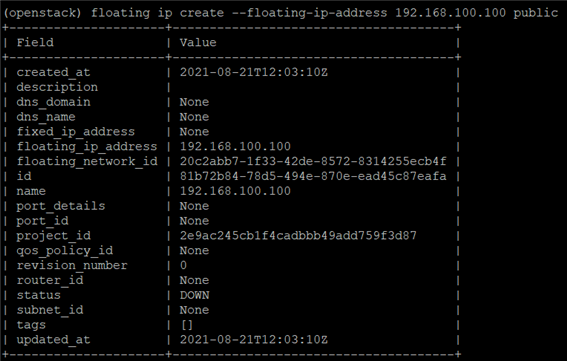 (openstack) floating ip create --floating-ip-address 192.168.100.100 public
+---------------------+--------------------------------------+
| Field | Value |
+---------------------+--------------------------------------+
| created_at | 2021-08-21T12:03:10Z |
| description | |
| dns_domain | None |
| dns_name | None |
| fixed_ip_address | None |
| floating_ip_address | 192.168.100.100 |
| floating_network_id | 20c2abb7-1f33-42de-8572-8314255ecb4f |
| id | 81b72b84-78d5-494e-870e-ead45c87eafa |
| name | 192.168.100.100 |
| port_details | None |
| port_id | None |
| project_id | 2e9ac245cb1f4cadbbb49add759f3d87 |
| qos_policy_id | None |
| revision_number | 0 |
| router_id | None |
| status | DOWN |
| subnet_id | None |
| tags | [] |
| updated_at | 2021-08-21T12:03:10Z |
+---------------------+--------------------------------------+